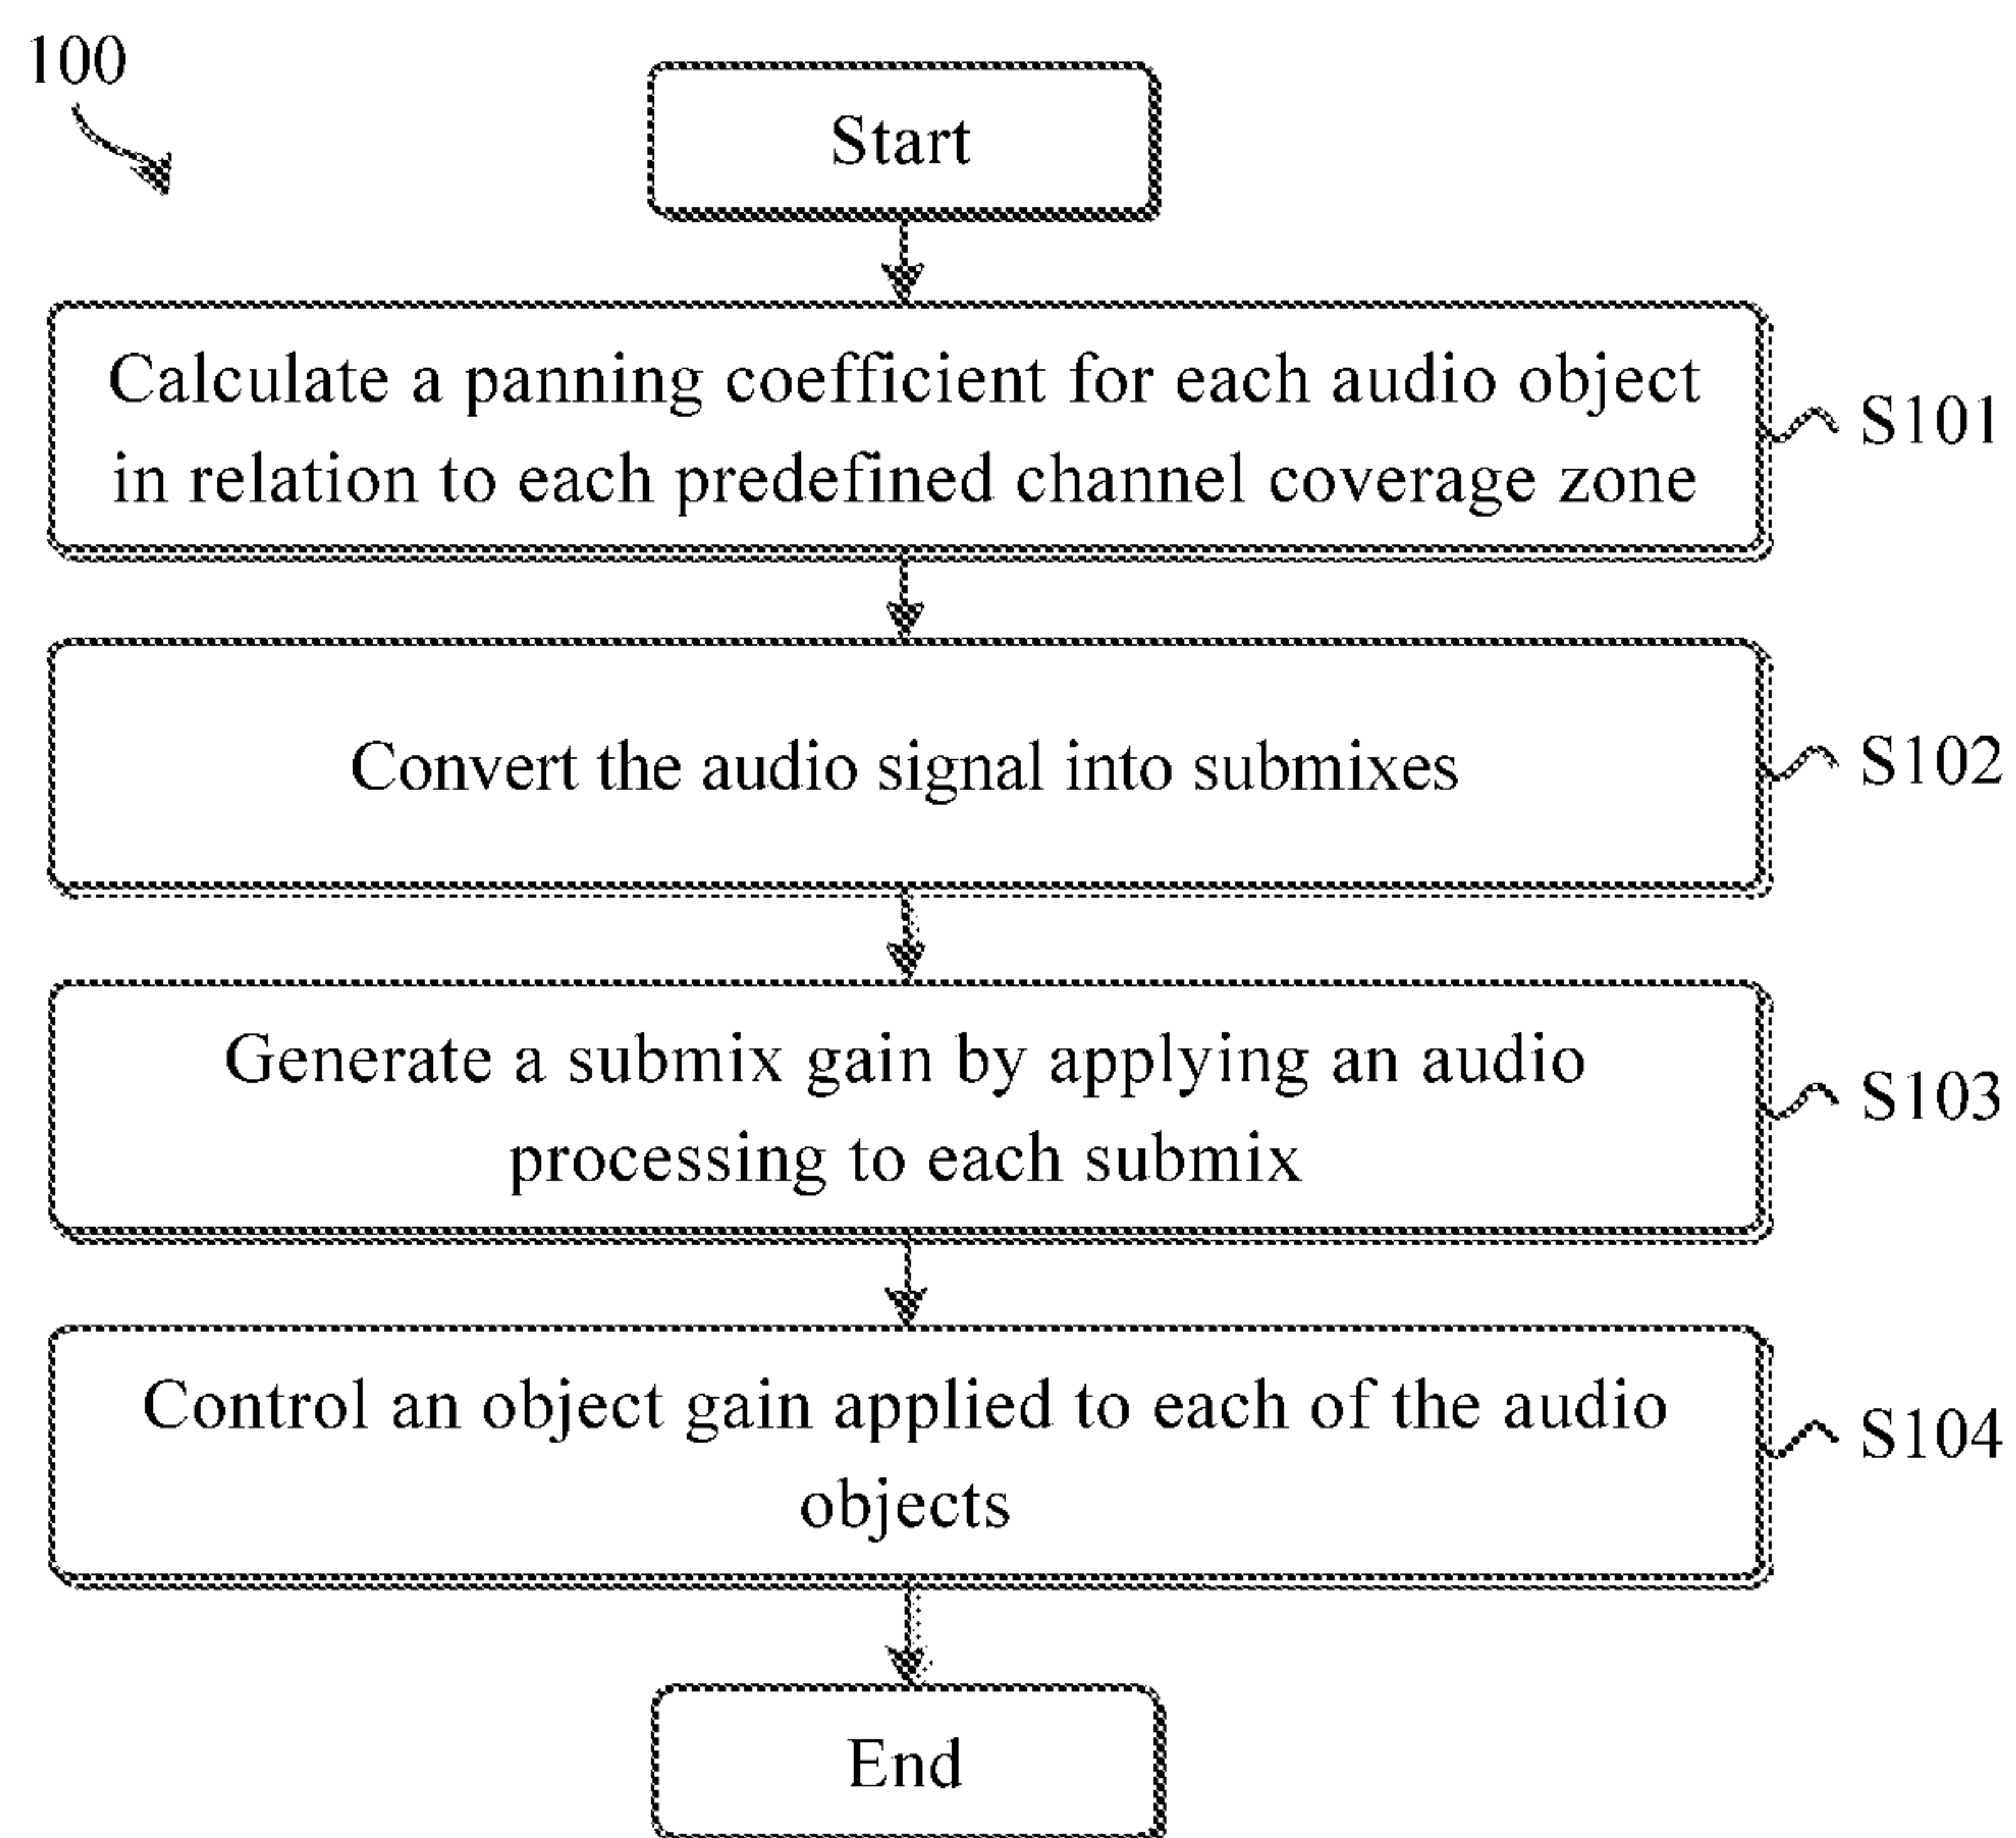 100
Start
Calculate a panning coefficient for each audio object
in relation to each predefined channel coverage zone
S101
Convert the audio signal into submixes
S102
Generate a submix gain by applying an audio
processing to each submix
S103
Control an object gain applied to each of the audio
objects
S104
End